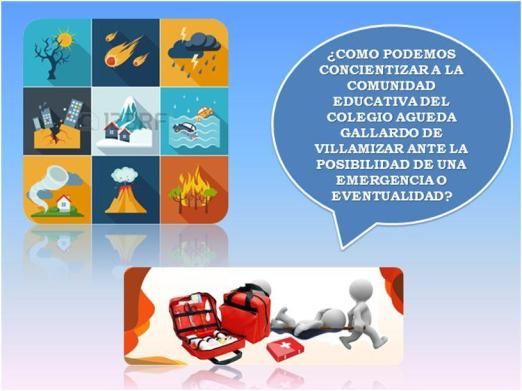 ¿COMO PODEMOS
CONCIENTIZAR A LA
COMUNIDAD
EDUCATIVA DEL
COLEGIO AGUEDA
GALLARDO DE
VILLAMIZAR ANTE LA
POSIBILIDAD DE UNA
EMERGENCIA O
EVENTUALIDAD?